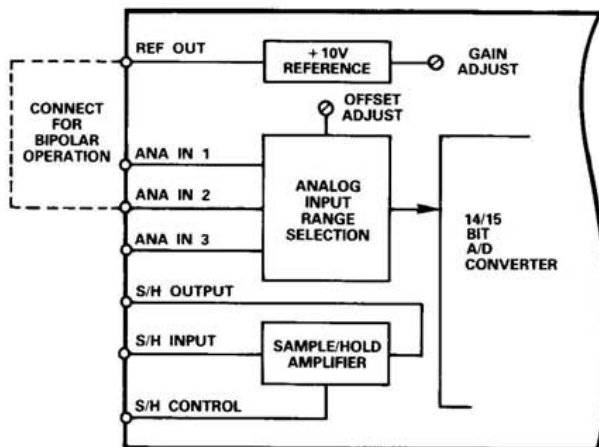 REF OUT
+10V
REFERENCE
GAIN
ADJUST
CONNECT
FOR
BIPOLAR
OPERATION
OFFSET
ADJUST
ANA IN 1
ANA IN 2
ANA IN 3
ANALOG
INPUT
RANGE
SELECTION
14/15
BIT
A/D
CONVERTER
S/H OUTPUT
S/H INPUT
SAMPLE/HOLD
AMPLIFIER
S/H CONTROL